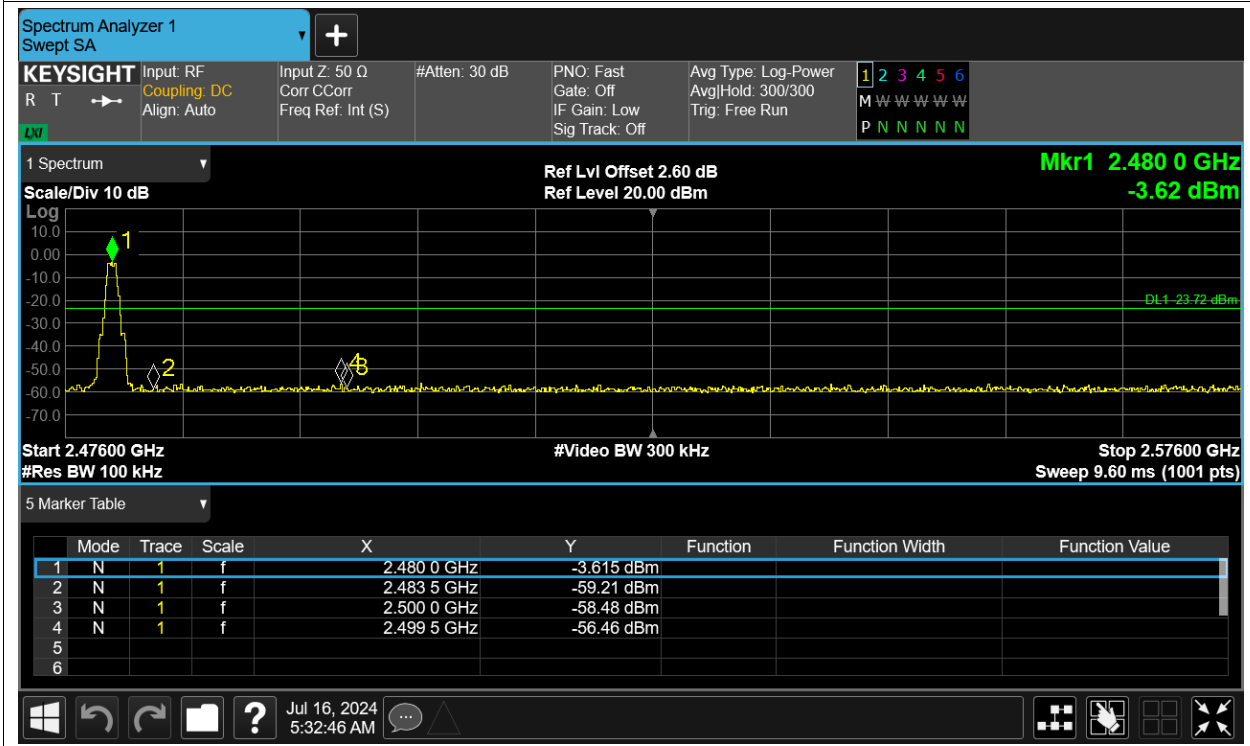 Spectrum Analyzer 1
Swept SA
+
KEYSIGHT
R T
LXI
Input: RF
Coupling: DC
Align: Auto
Input Z: 50 Ω
Corr CCorr
Freq Ref: Int (S)
#Atten: 30 dB
PNO: Fast
Gate: Off
IF Gain: Low
Sig Track: Off
Avg Type: Log-Power
Avg|Hold: 300/300
Trig: Free Run
1 2 3 4 5 6
M W W W W W
P N N N N N
1 Spectrum
Scale/Div 10 dB
Ref Lvl Offset 2.60 dB
Ref Level 20.00 dBm
Mkr1 2.480 0 GHz
-3.62 dBm
Log
10.0
0.00
-10.0
-20.0
-30.0
-40.0
-50.0
-60.0
-70.0
1
2
4
3
DL1 -23.72 dBm
Start 2.47600 GHz
#Res BW 100 kHz
#Video BW 300 kHz
Stop 2.57600 GHz
Sweep 9.60 ms (1001 pts)
5 Marker Table
Mode Trace Scale X Y Function Function Width Function Value
1 N 1 f 2.480 0 GHz -3.615 dBm
2 N 1 f 2.483 5 GHz -59.21 dBm
3 N 1 f 2.500 0 GHz -58.48 dBm
4 N 1 f 2.499 5 GHz -56.46 dBm
5
6
?
Jul 16, 2024
5:32:46 AM